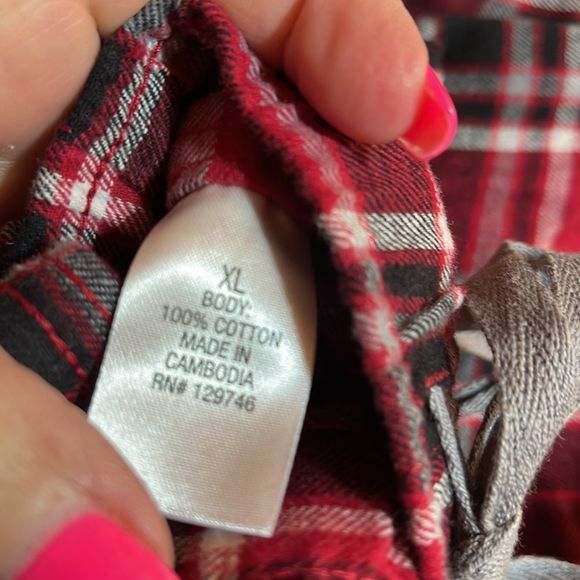 XL
BODY:
100% COTTON
MADE IN
CAMBODIA
RN# 129746